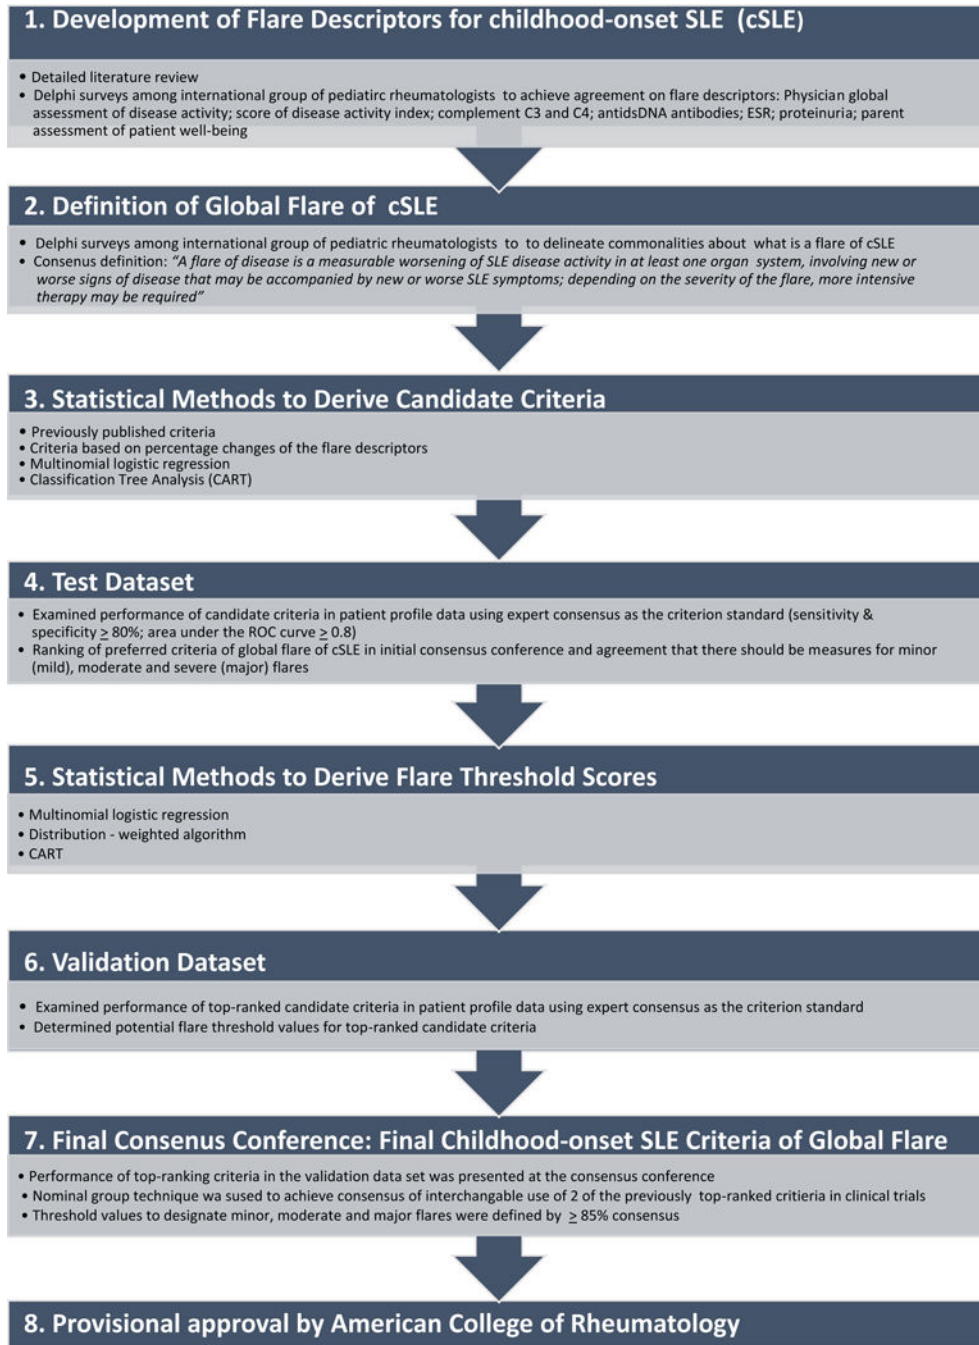 1. Development of Flare Descriptors for childhood-onset SLE (cSLE)
• Detailed literature review
• Delphi surveys among international group of pediatirc rheumatologists to achieve agreement on flare descriptors: Physician global
assessment of disease activity; score of disease activity index; complement C3 and C4; antidsDNA antibodies; ESR; proteinuria; parent
assessment of patient well-being
2. Definition of Global Flare of cSLE
• Delphi surveys among international group of pediatric rheumatologists to to delineate commonalities about what is a flare of cSLE
• Consensus definition: "A flare of disease is a measurable worsening of SLE disease activity in at least one organ system, involving new or
worse signs of disease that may be accompanied by new or worse SLE symptoms; depending on the severity of the flare, more intensive
therapy may be required"
3. Statistical Methods to Derive Candidate Criteria
• Previously published criteria
• Criteria based on percentage changes of the flare descriptors
• Multinomial logistic regression
• Classification Tree Analysis (CART)
4. Test Dataset
• Examined performance of candidate criteria in patient profile data using expert consensus as the criterion standard (sensitivity &
specificity ≥ 80%; area under the ROC curve ≥ 0.8)
• Ranking of preferred criteria of global flare of cSLE in initial consensus conference and agreement that there should be measures for minor
(mild), moderate and severe (major) flares
5. Statistical Methods to Derive Flare Threshold Scores
• Multinomial logistic regression
• Distribution - weighted algorithm
• CART
6. Validation Dataset
• Examined performance of top-ranked candidate criteria in patient profile data using expert consensus as the criterion standard
• Determined potential flare threshold values for top-ranked candidate criteria
7. Final Consenus Conference: Final Childhood-onset SLE Criteria of Global Flare
• Performance of top-ranking criteria in the validation data set was presented at the consensus conference
• Nominal group technique wa sused to achieve consensus of interchangable use of 2 of the previously top-ranked critieria in clinical trials
• Threshold values to designate minor, moderate and major flares were defined by ≥ 85% consensus
8. Provisional approval by American College of Rheumatology